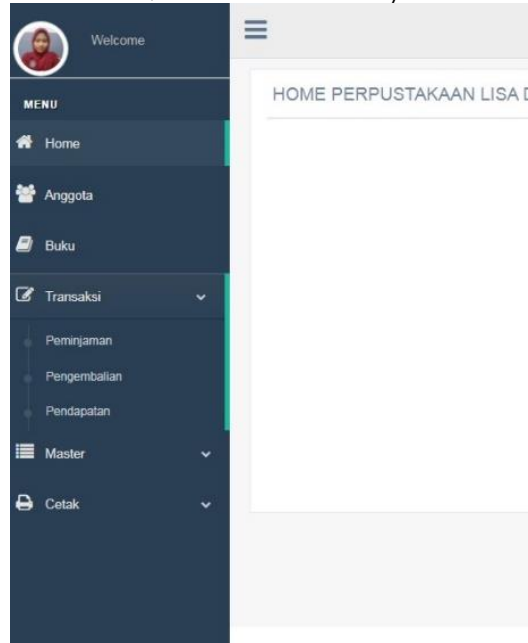 Welcome
HOME PERPUSTAKAAN LISA
MENU
Home
Anggota
Buku
Transaksi
Peminjaman
Pengembalian
Pendapatan
Master
Cetak